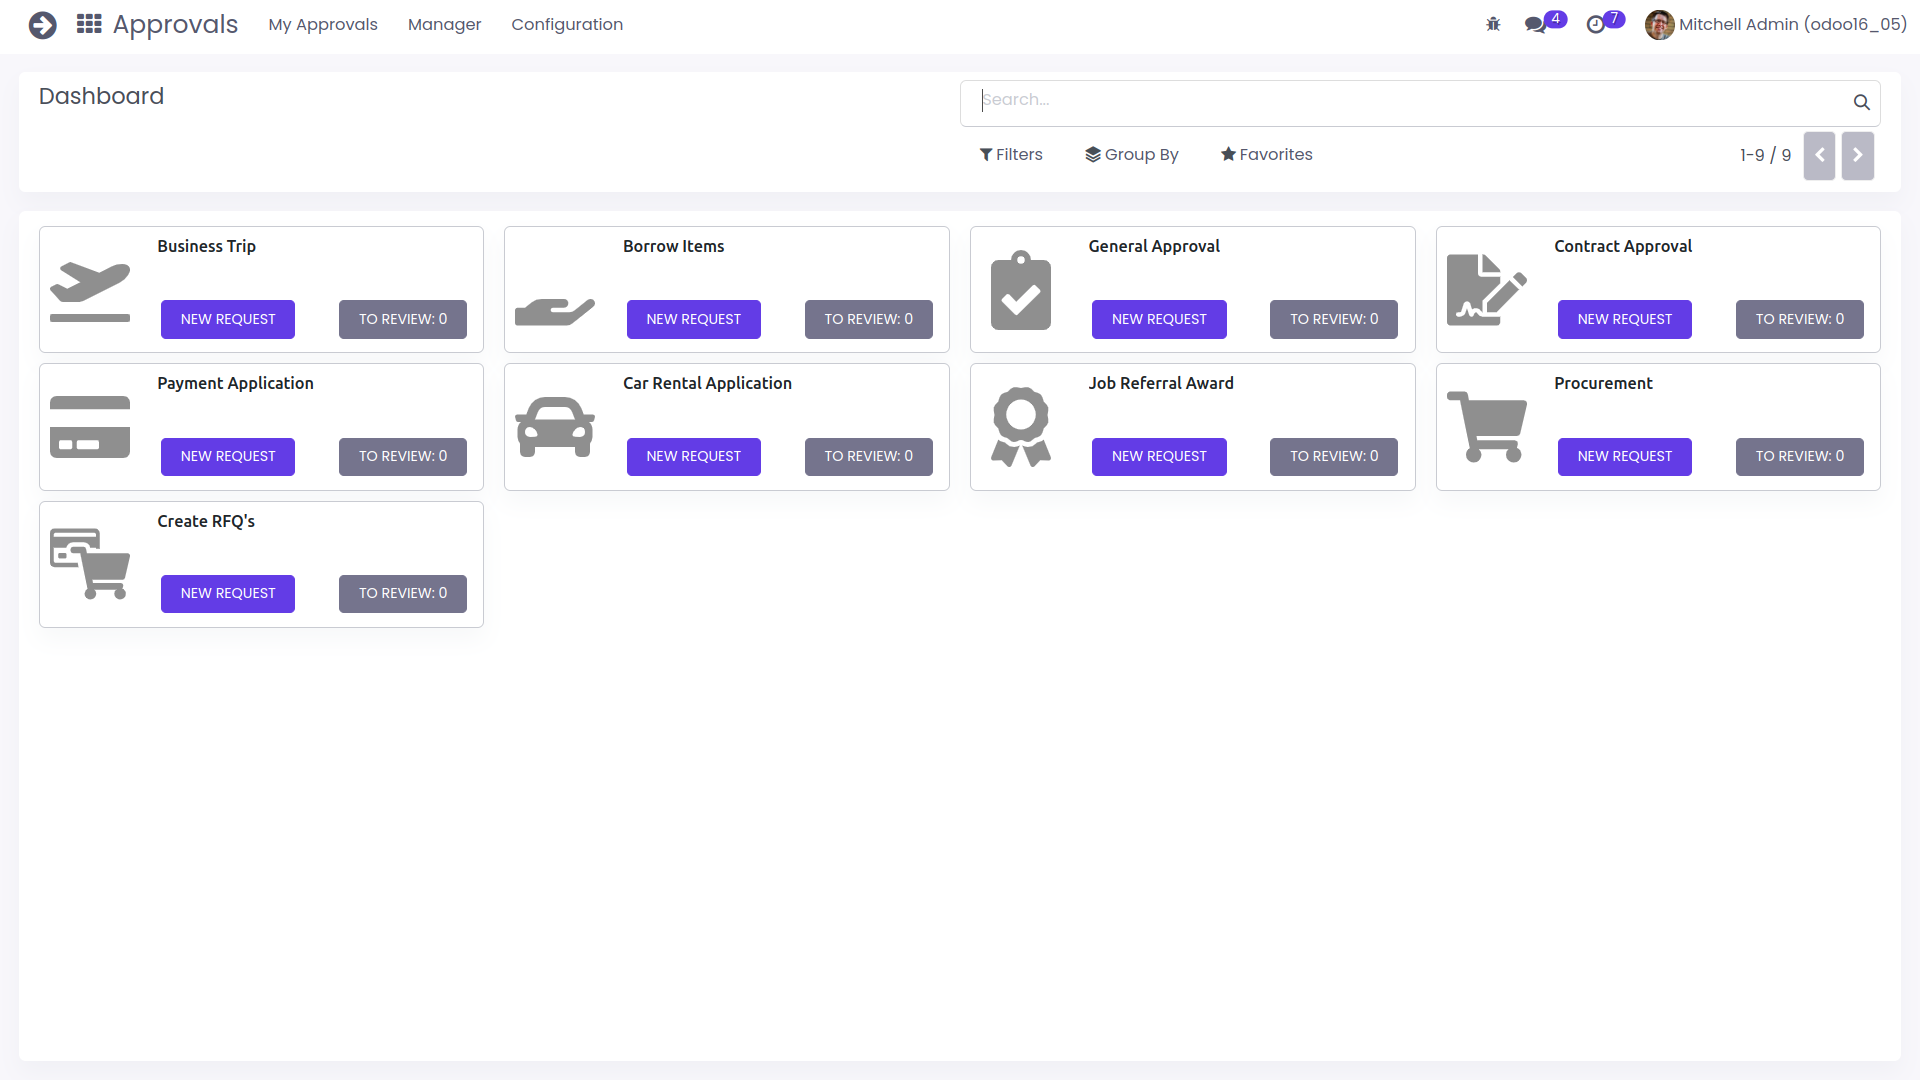 Approvals My Approvals Manager Configuration 4 7 Mitchell Admin (odoo16_05)
Dashboard
Search...
Filters Group By Favorites 1-9 / 9
Business Trip
NEW REQUEST TO REVIEW: 0
Borrow Items
NEW REQUEST TO REVIEW: 0
General Approval
NEW REQUEST TO REVIEW: 0
Contract Approval
NEW REQUEST TO REVIEW: 0
Payment Application
NEW REQUEST TO REVIEW: 0
Car Rental Application
NEW REQUEST TO REVIEW: 0
Job Referral Award
NEW REQUEST TO REVIEW: 0
Procurement
NEW REQUEST TO REVIEW: 0
Create RFQ's
NEW REQUEST TO REVIEW: 0